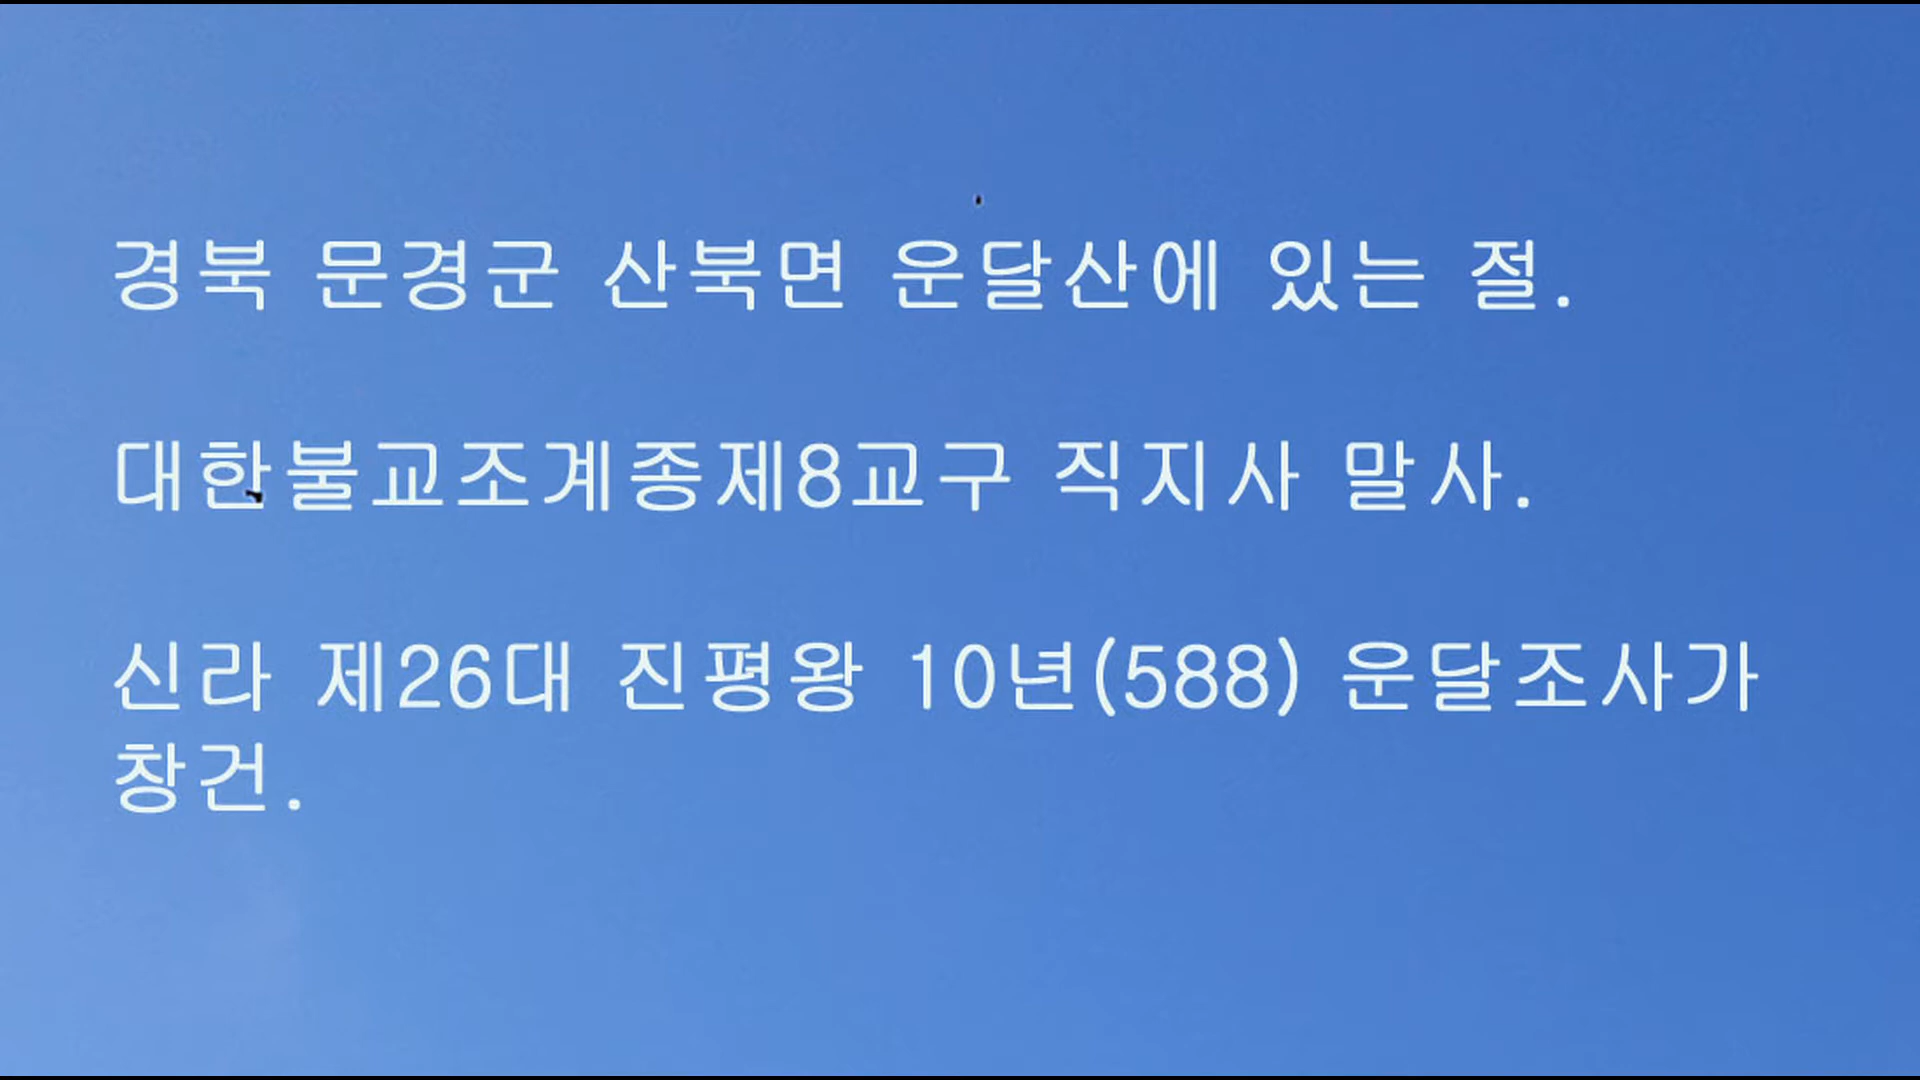 경북 문경군 산북면 운달산에 있는 절.
대한불교조계종제8교구 직지사 말사.
신라 제26대 진평왕 10년(588) 운달조사가
창건.